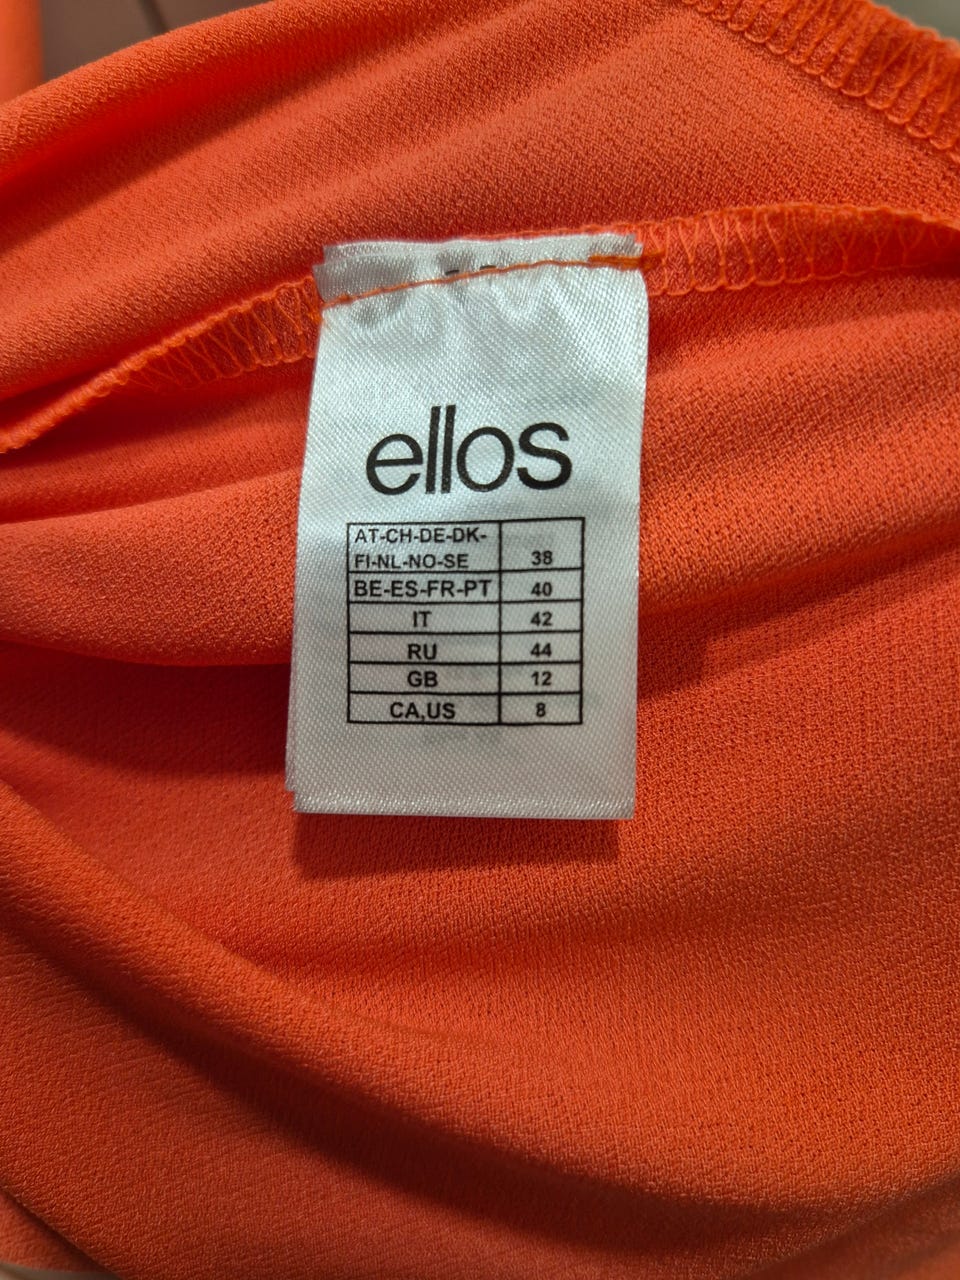 ellos
AT-CH-DE-DK-
FI-NL-NO-SE 38
BE-ES-FR-PT 40
IT 42
RU 44
GB 12
CA,US 8